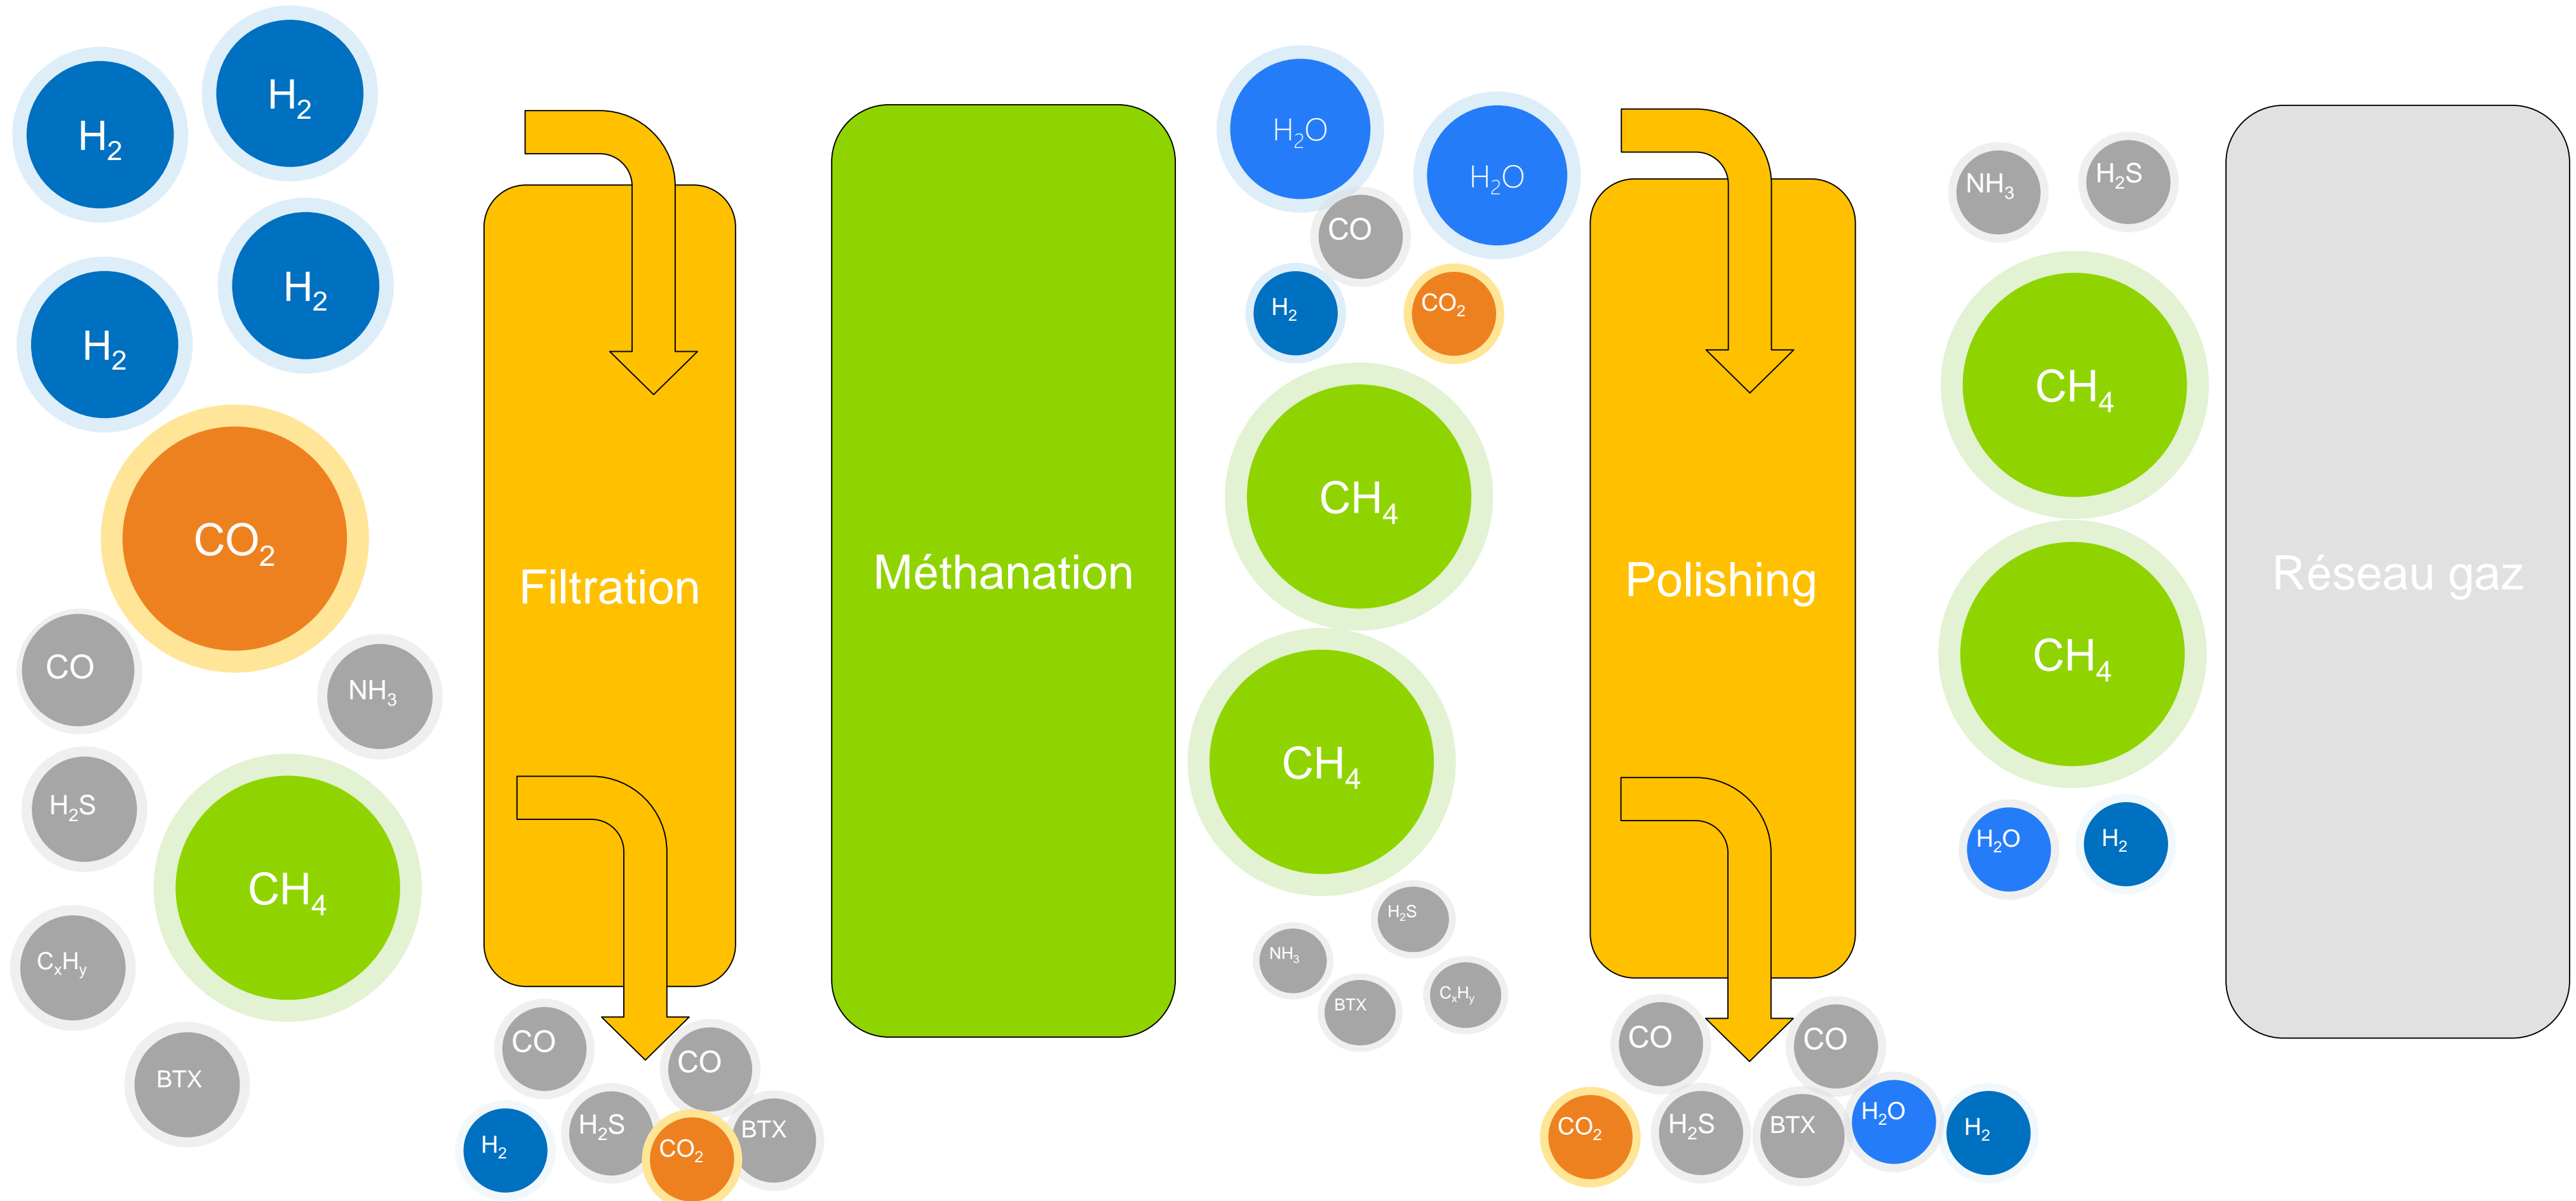 H₂
H₂
H₂
H₂
CO₂
CO
NH₃
H₂S
CH₄
CₓHᵧ
BTX
Filtration
CO
CO
H₂
H₂S
CO₂
BTX
Méthanation
H₂O
H₂O
CO
H₂
CO₂
CH₄
CH₄
H₂S
NH₃
BTX
CₓHᵧ
Polishing
CO
CO
CO₂
H₂S
BTX
H₂O
H₂
NH₃
H₂S
CH₄
CH₄
H₂O
H₂
Réseau gaz